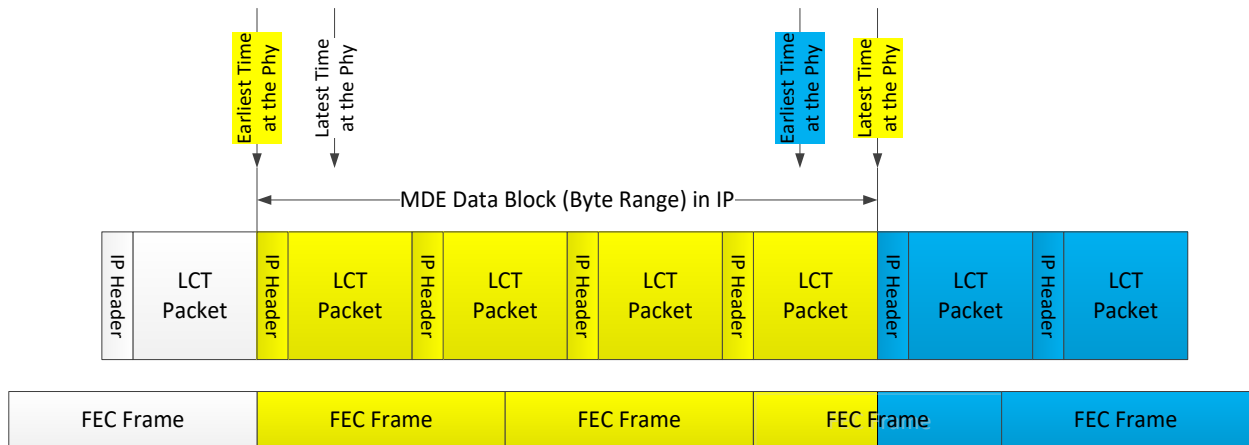 Earliest Time
at the Phy
Latest Time
at the Phy
Earliest Time
at the Phy
Latest Time
at the Phy
MDE Data Block (Byte Range) in IP
IP Header
LCT
Packet
IP Header
LCT
Packet
IP Header
LCT
Packet
IP Header
LCT
Packet
IP Header
LCT
Packet
IP Header
LCT
Packet
IP Header
LCT
Packet
FEC Frame
FEC Frame
FEC Frame
FEC Frame
FEC Frame